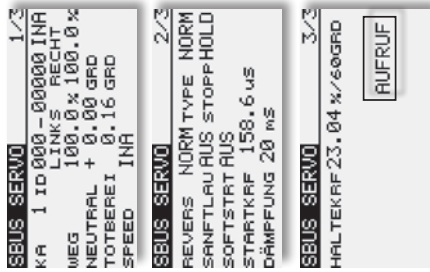 SBUS SERVO 1/3
KA 1 ID000-00000 INA
LINKS RECHT
WEG 100.0% 100.0%
NEUTRAL + 0.00 GRD
TOTBEREI 0.16 GRD
SPEED INA
SBUS SERVO 2/3
REVERS NORM TYPE NORM
SANFTLAU AUS STOPP HOLD
SOFTSTRT AUS
STARTKRF 158.6 us
DÄMPFUNG 20 ms
SBUS SERVO 3/3
HALTEKRF 23.04 %/60GRD
AUFRUF